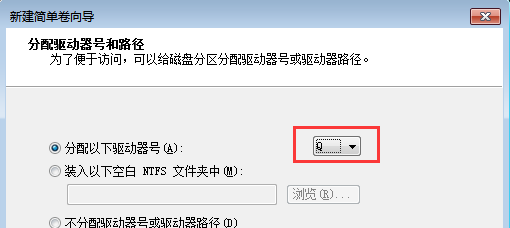 新建简单卷向导
分配驱动器号和路径
为了便于访问，可以给磁盘分区分配驱动器号或驱动器路径。
分配以下驱动器号(A): Q
装入以下空白 NTFS 文件夹中(M):
浏览(R)...
不分配驱动器号或驱动器路径(D)